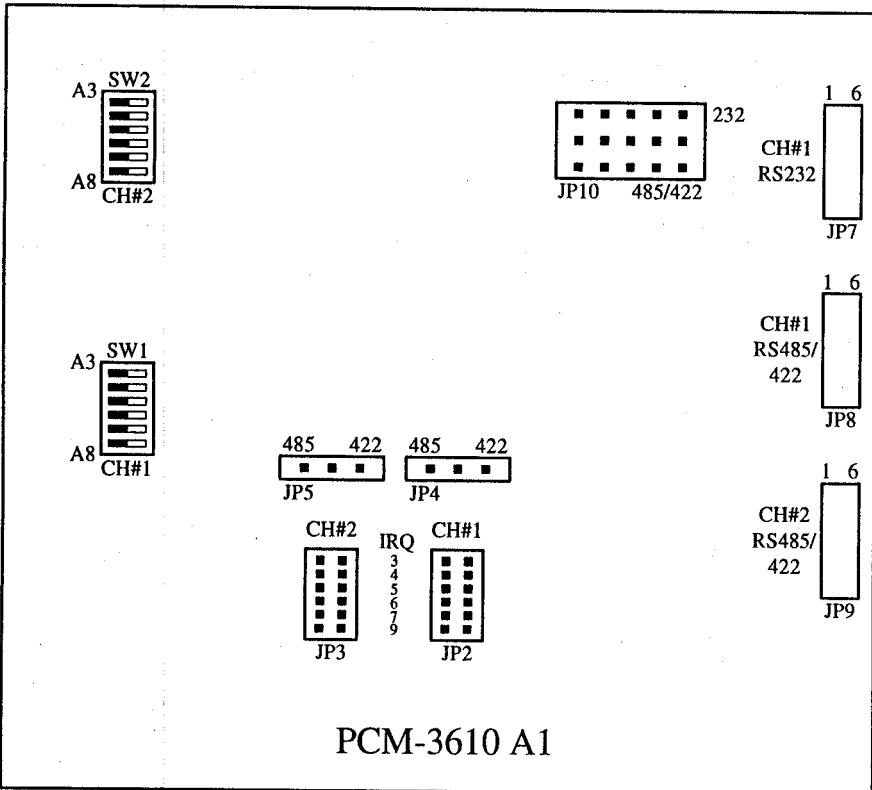 SW2
A3
A8
CH#2
232
JP10 485/422
1 6
CH#1
RS232
JP7
1 6
CH#1
RS485/
422
JP8
SW1
A3
A8
CH#1
485 422
JP5
485 422
JP4
1 6
CH#2
RS485/
422
JP9
CH#2
IRQ
CH#1
3
4
5
6
7
9
JP3
JP2
PCM-3610 A1